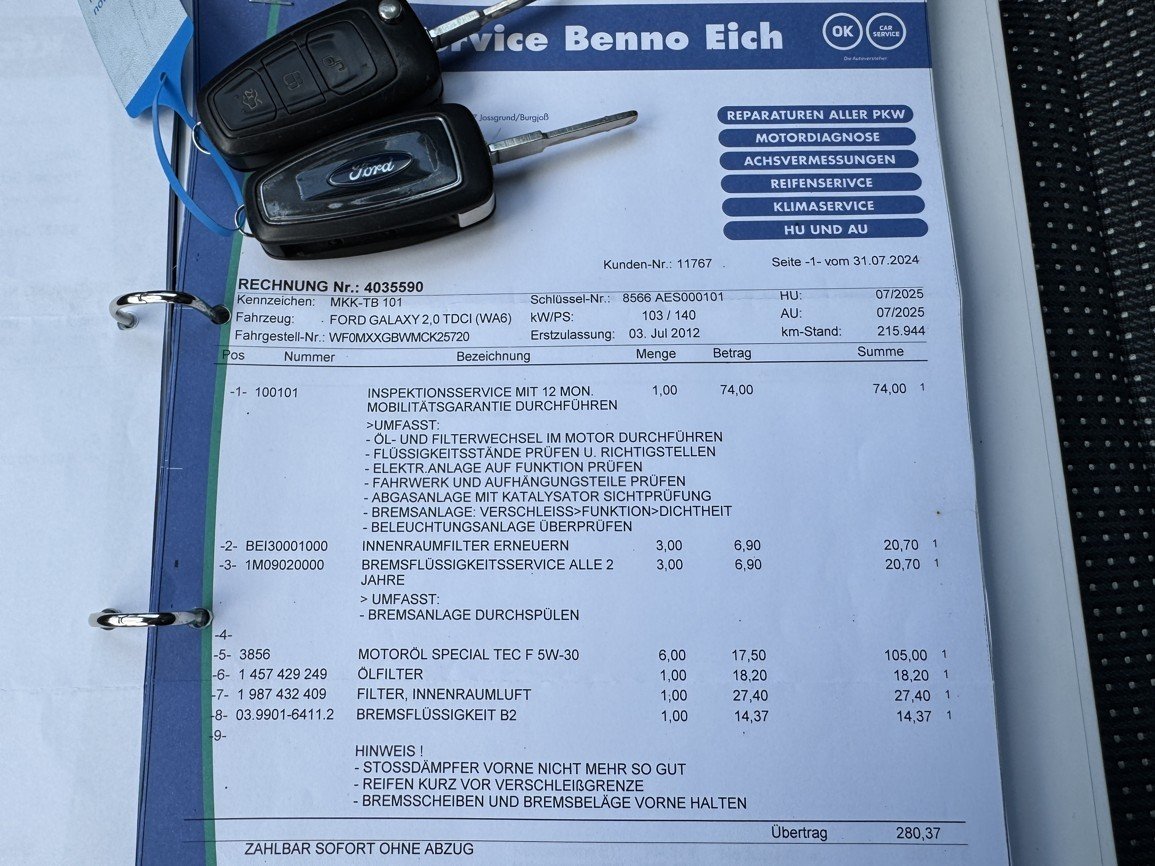 rvice Benno Eich
OK
CAR SERVICE
Die Autoversteher
Jossgrund/Burgjoß
Ford
REPARATUREN ALLER PKW
MOTORDIAGNOSE
ACHSVERMESSUNGEN
REIFENSERIVCE
KLIMASERVICE
HU UND AU
Kunden-Nr.: 11767 Seite -1- vom 31.07.2024
RECHNUNG Nr.: 4035590
Kennzeichen: MKK-TB 101 Schlüssel-Nr.: 8566 AES000101 HU: 07/2025
Fahrzeug: FORD GALAXY 2,0 TDCI (WA6) kW/PS: 103 / 140 AU: 07/2025
Fahrgestell-Nr.: WF0MXXGBWMCK25720 Erstzulassung: 03. Jul 2012 km-Stand: 215.944
Pos Nummer Bezeichnung Menge Betrag Summe
-1- 100101 INSPEKTIONSSERVICE MIT 12 MON. 1,00 74,00 74,00 1
MOBILITÄTSGARANTIE DURCHFÜHREN
>UMFASST:
- ÖL- UND FILTERWECHSEL IM MOTOR DURCHFÜHREN
- FLÜSSIGKEITSSTÄNDE PRÜFEN U. RICHTIGSTELLEN
- ELEKTR.ANLAGE AUF FUNKTION PRÜFEN
- FAHRWERK UND AUFHÄNGUNGSTEILE PRÜFEN
- ABGASANLAGE MIT KATALYSATOR SICHTPRÜFUNG
- BREMSANLAGE: VERSCHLEISS>FUNKTION>DICHTHEIT
- BELEUCHTUNGSANLAGE ÜBERPRÜFEN
-2- BEI30001000 INNENRAUMFILTER ERNEUERN 3,00 6,90 20,70 1
-3- 1M09020000 BREMSFLÜSSIGKEITSSERVICE ALLE 2 3,00 6,90 20,70 1
JAHRE
> UMFASST:
- BREMSANLAGE DURCHSPÜLEN
-4-
-5- 3856 MOTORÖL SPECIAL TEC F 5W-30 6,00 17,50 105,00 1
-6- 1 457 429 249 ÖLFILTER 1,00 18,20 18,20 1
-7- 1 987 432 409 FILTER, INNENRAUMLUFT 1,00 27,40 27,40 1
-8- 03.9901-6411.2 BREMSFLÜSSIGKEIT B2 1,00 14,37 14,37 1
-9-
HINWEIS !
- STOSSDÄMPFER VORNE NICHT MEHR SO GUT
- REIFEN KURZ VOR VERSCHLEIßGRENZE
- BREMSSCHEIBEN UND BREMSBELÄGE VORNE HALTEN
Übertrag 280,37
ZAHLBAR SOFORT OHNE ABZUG